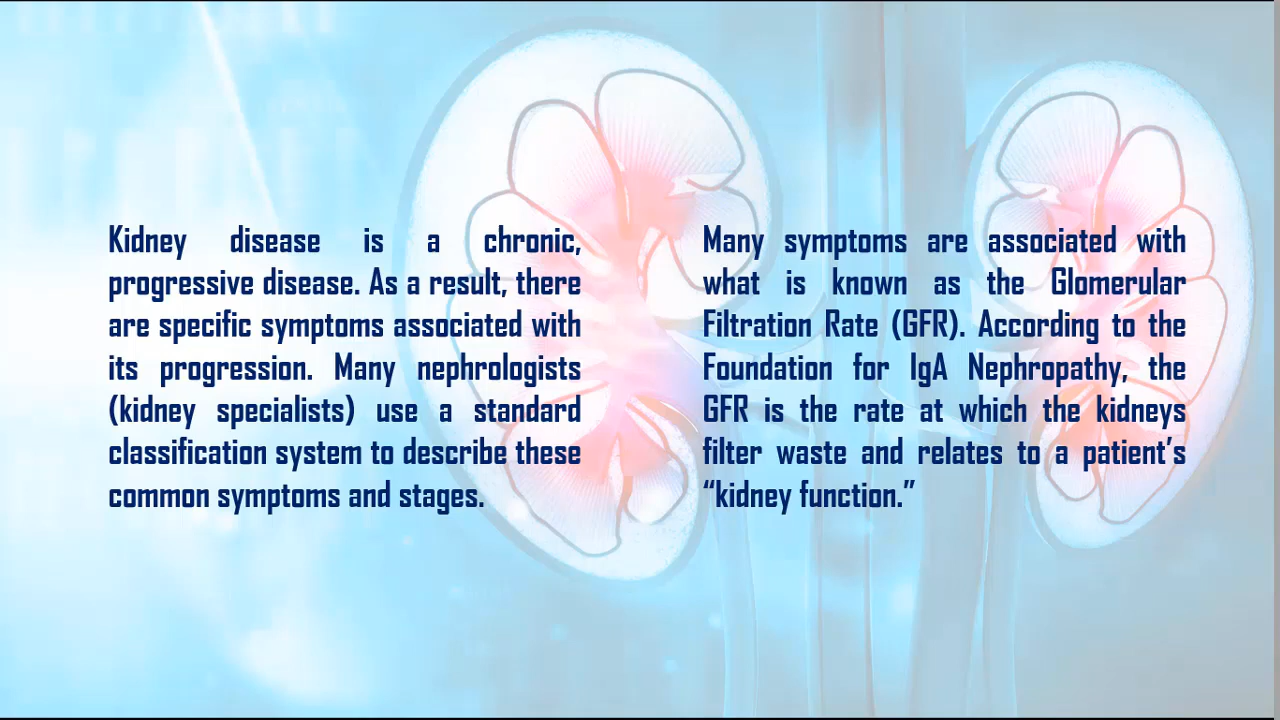 Kidney disease is a chronic,
progressive disease. As a result, there
are specific symptoms associated with
its progression. Many nephrologists
(kidney specialists) use a standard
classification system to describe these
common symptoms and stages.
Many symptoms are associated with
what is known as the Glomerular
Filtration Rate (GFR). According to the
Foundation for IgA Nephropathy, the
GFR is the rate at which the kidneys
filter waste and relates to a patient’s
“kidney function.”